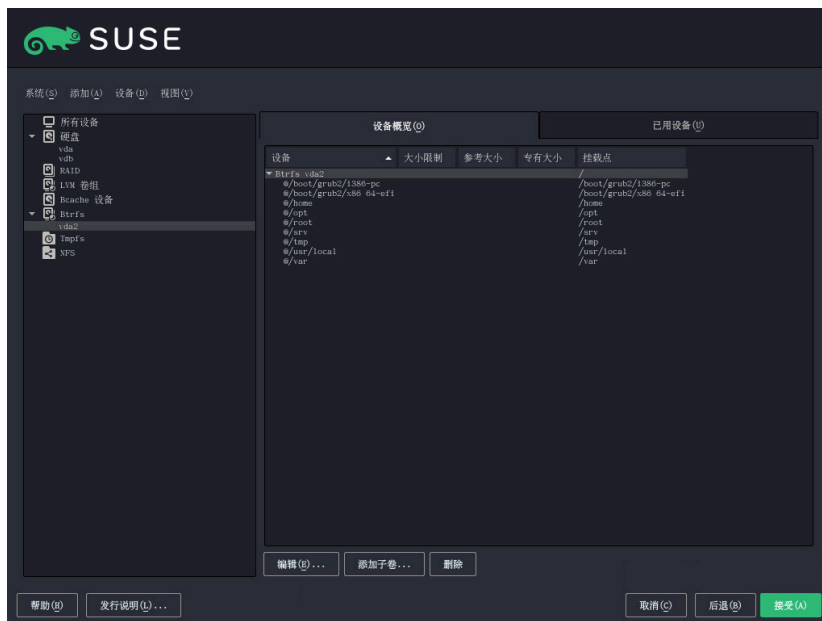 SUSE
系统(S) 添加(A) 设备(D) 视图(V)
所有设备
硬盘
vda
vdb
RAID
LVM 卷组
Bcache 设备
Btrfs
vda2
Tmpfs
NFS
设备概览(O) 已用设备(U)
设备 大小限制 参考大小 专有大小 挂载点
Btrfs vda2 /
@/boot/grub2/i386-pc /boot/grub2/i386-pc
@/boot/grub2/x86_64-efi /boot/grub2/x86_64-efi
@/home /home
@/opt /opt
@/root /root
@/srv /srv
@/tmp /tmp
@/usr/local /usr/local
@/var /var
编辑(E)... 添加子卷... 删除
帮助(H) 发行说明(L)... 取消(C) 后退(B) 接受(A)